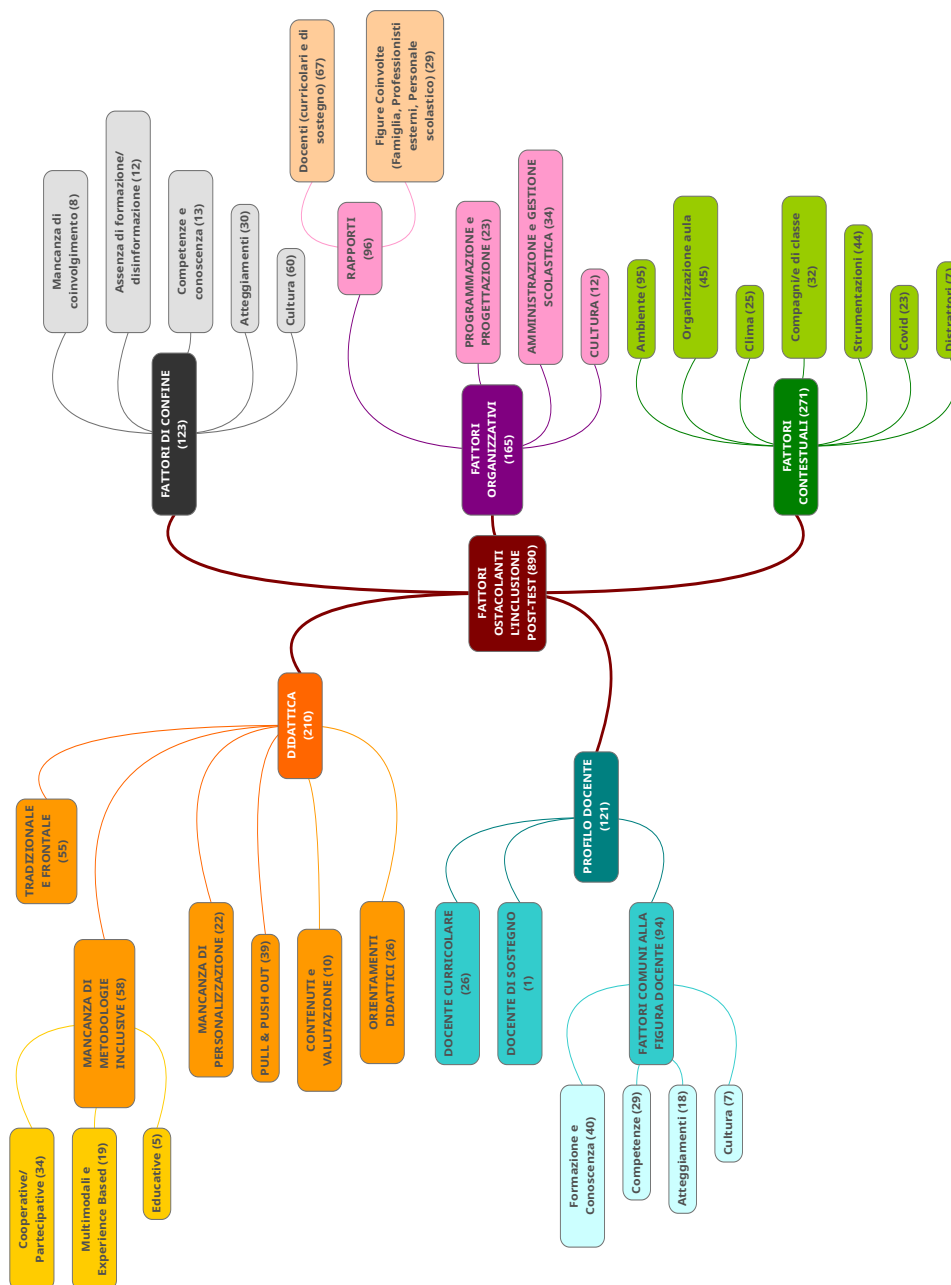 FATTORI
OSTACOLANTI
L'INCLUSIONE
POST-TEST (890)
FATTORI DI CONFINE
(123)
Mancanza di
coinvolgimento (8)
Assenza di formazione/
disinformazione (12)
Competenze e
conoscenza (13)
Atteggiamenti (30)
Cultura (60)
FATTORI
ORGANIZZATIVI
(165)
RAPPORTI
(96)
Docenti (curricolari e di
sostegno) (67)
Figure Coinvolte
(Famiglia, Professionisti
esterni, Personale
scolastico) (29)
PROGRAMMAZIONE e
PROGETTAZIONE (23)
AMMINISTRAZIONE e GESTIONE
SCOLASTICA (34)
CULTURA (12)
FATTORI
CONTESTUALI (271)
Ambiente (95)
Organizzazione aula
(45)
Clima (25)
Compagni/e di classe
(32)
Strumentazioni (44)
Covid (23)
Distrattori (7)
DIDATTICA
(210)
TRADIZIONALE
E FRONTALE
(55)
MANCANZA DI
METODOLOGIE
INCLUSIVE (58)
Cooperative/
Partecipative (34)
Multimodali e
Experience Based (19)
Educative (5)
MANCANZA DI
PERSONALIZZAZIONE (22)
PULL & PUSH OUT (39)
CONTENUTI e
VALUTAZIONE (10)
ORIENTAMENTI
DIDATTICI (26)
PROFILO DOCENTE
(121)
DOCENTE CURRICOLARE
(26)
DOCENTE DI SOSTEGNO
(1)
FATTORI COMUNI ALLA
FIGURA DOCENTE (94)
Formazione e
Conoscenza (40)
Competenze (29)
Atteggiamenti (18)
Cultura (7)